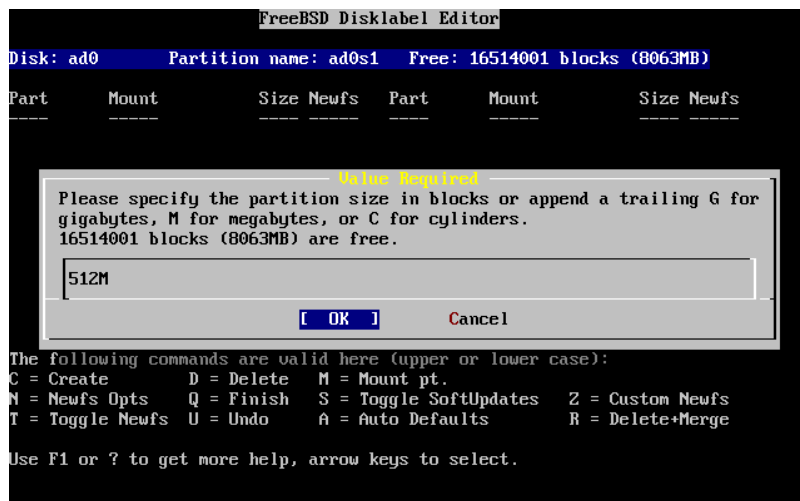 FreeBSD Disklabel Editor
Disk: ad0 Partition name: ad0s1 Free: 16514001 blocks (8063MB)
Part Mount Size Newfs Part Mount Size Newfs
---- ----- ---- ----- ---- ----- ---- -----
Value Required
Please specify the partition size in blocks or append a trailing G for
gigabytes, M for megabytes, or C for cylinders.
16514001 blocks (8063MB) are free.
512M
[ OK ] Cancel
The following commands are valid here (upper or lower case):
C = Create D = Delete M = Mount pt.
N = Newfs Opts Q = Finish S = Toggle SoftUpdates Z = Custom Newfs
T = Toggle Newfs U = Undo A = Auto Defaults R = Delete+Merge
Use F1 or ? to get more help, arrow keys to select.